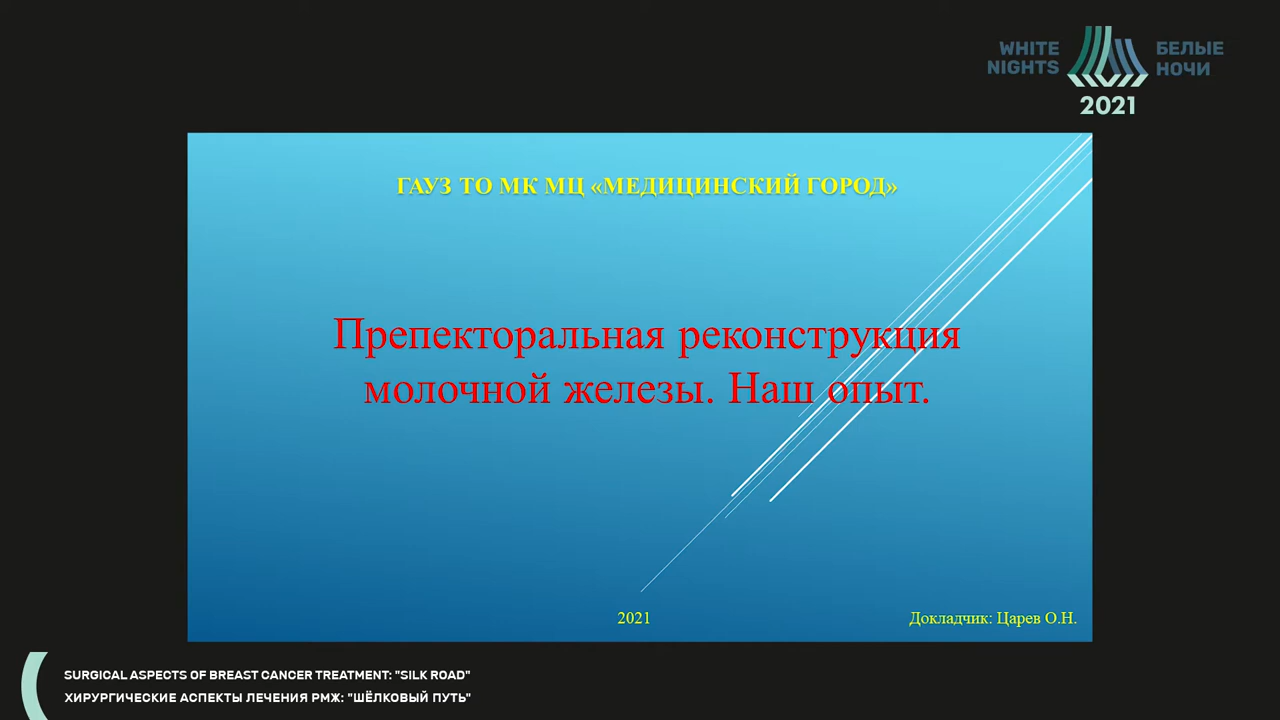 WHITE
NIGHTS
БЕЛЫЕ
НОЧИ
2021
ГАУЗ ТО МК МЦ «МЕДИЦИНСКИЙ ГОРОД»
Препекторальная реконструкция
молочной железы. Наш опыт.
2021
Докладчик: Царев О.Н.
SURGICAL ASPECTS OF BREAST CANCER TREATMENT: "SILK ROAD"
ХИРУРГИЧЕСКИЕ АСПЕКТЫ ЛЕЧЕНИЯ РМЖ: "ШЁЛКОВЫЙ ПУТЬ"